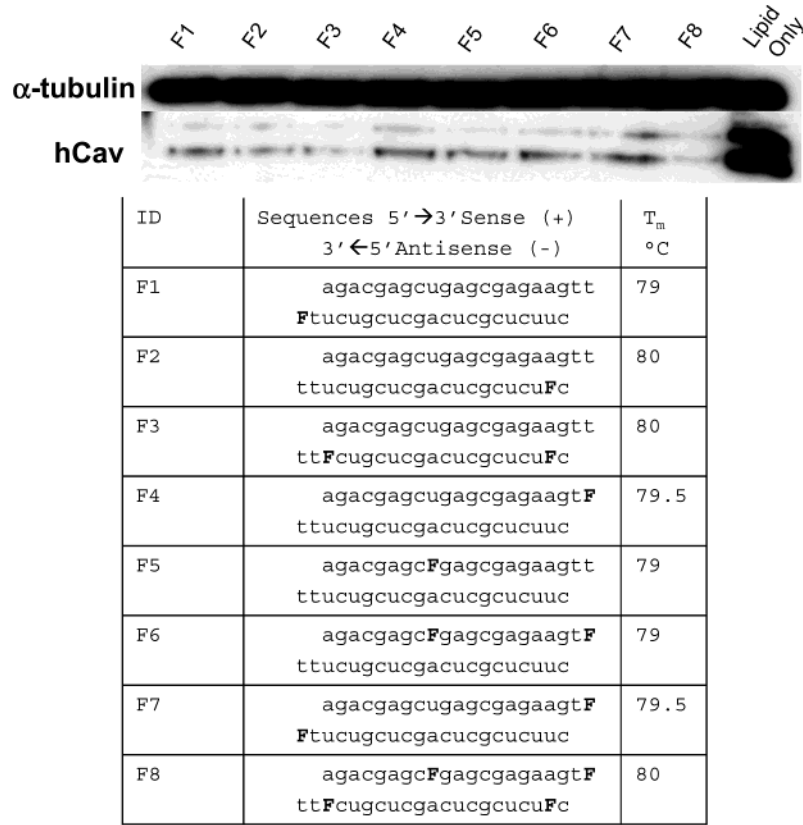 F1 F2 F3 F4 F5 F6 F7 F8 Lipid Only
α-tubulin
hCav
ID Sequences 5'→3'Sense (+) Tm
3'←5'Antisense (-) °C
F1 agacgagcugagcgagaagtt 79
Ftucugcucgacucgcucuuc
F2 agacgagcugagcgagaagtt 80
ttucugcucgacucgcucuFc
F3 agacgagcugagcgagaagtt 80
ttFcugcucgacucgcucuFc
F4 agacgagcugagcgagaagtF 79.5
ttucugcucgacucgcucuuc
F5 agacgagcFgagcgagaagtt 79
ttucugcucgacucgcucuuc
F6 agacgagcFgagcgagaagtF 79
ttucugcucgacucgcucuuc
F7 agacgagcugagcgagaagtF 79.5
Ftucugcucgacucgcucuuc
F8 agacgagcFgagcgagaagtF 80
ttFcugcucgacucgcucuFc